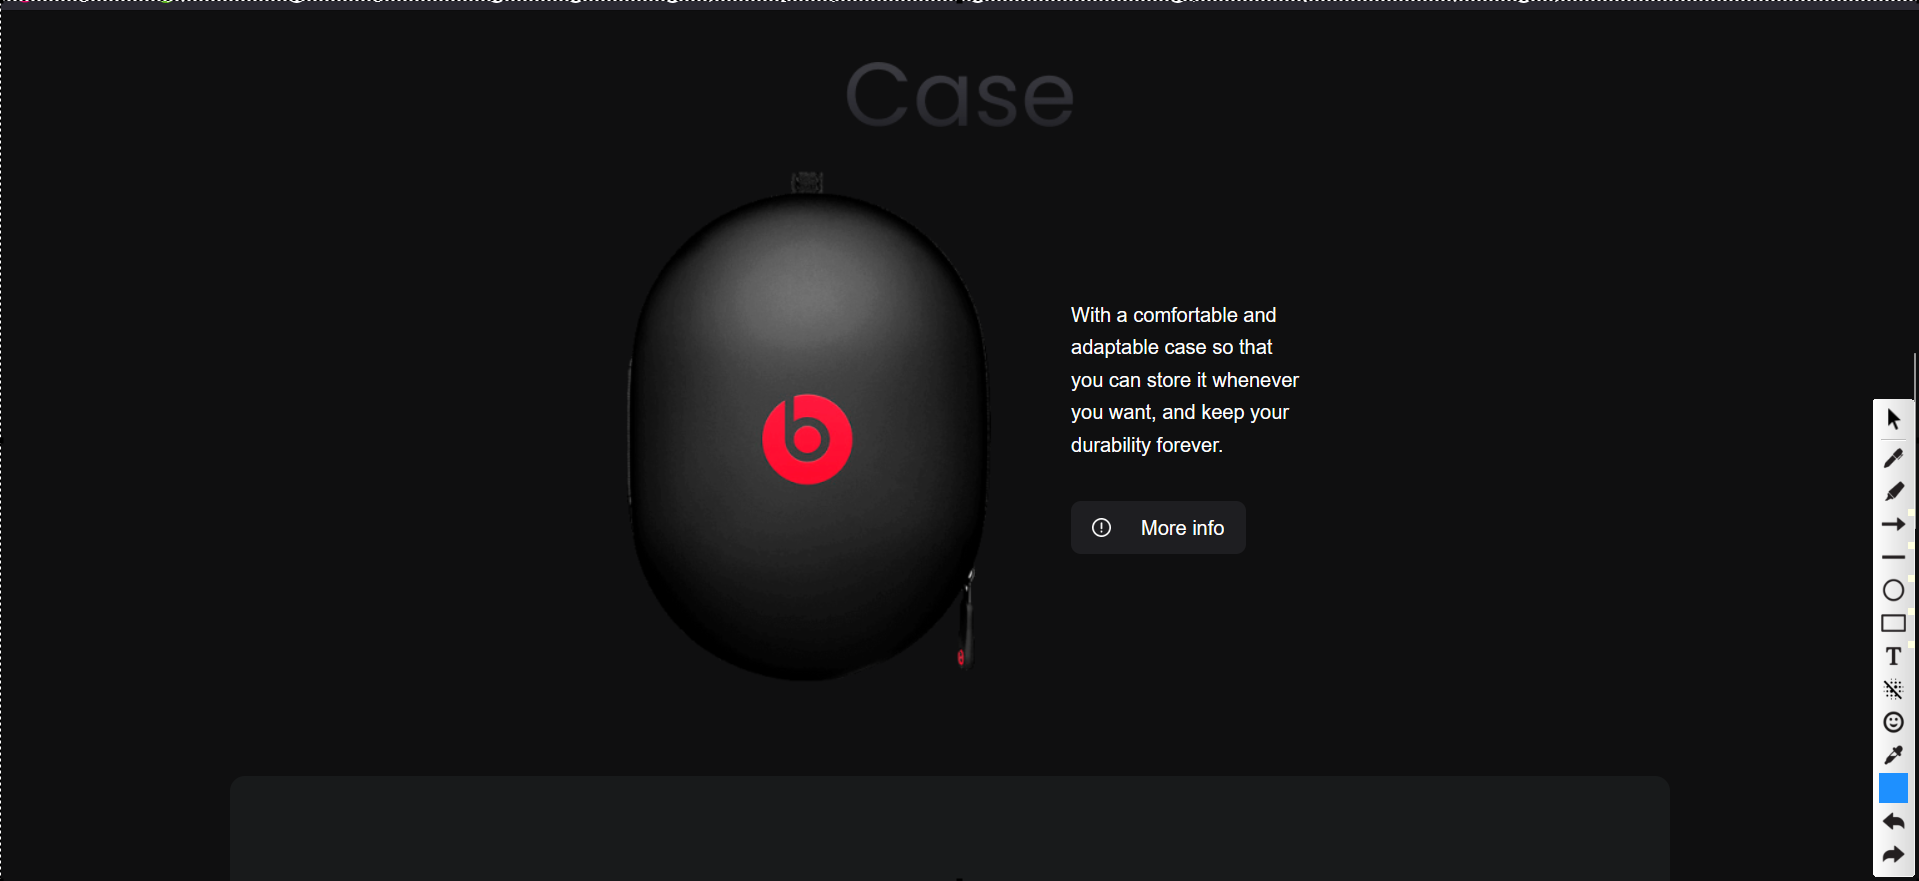 Case
With a comfortable and
adaptable case so that
you can store it whenever
you want, and keep your
durability forever.
More info